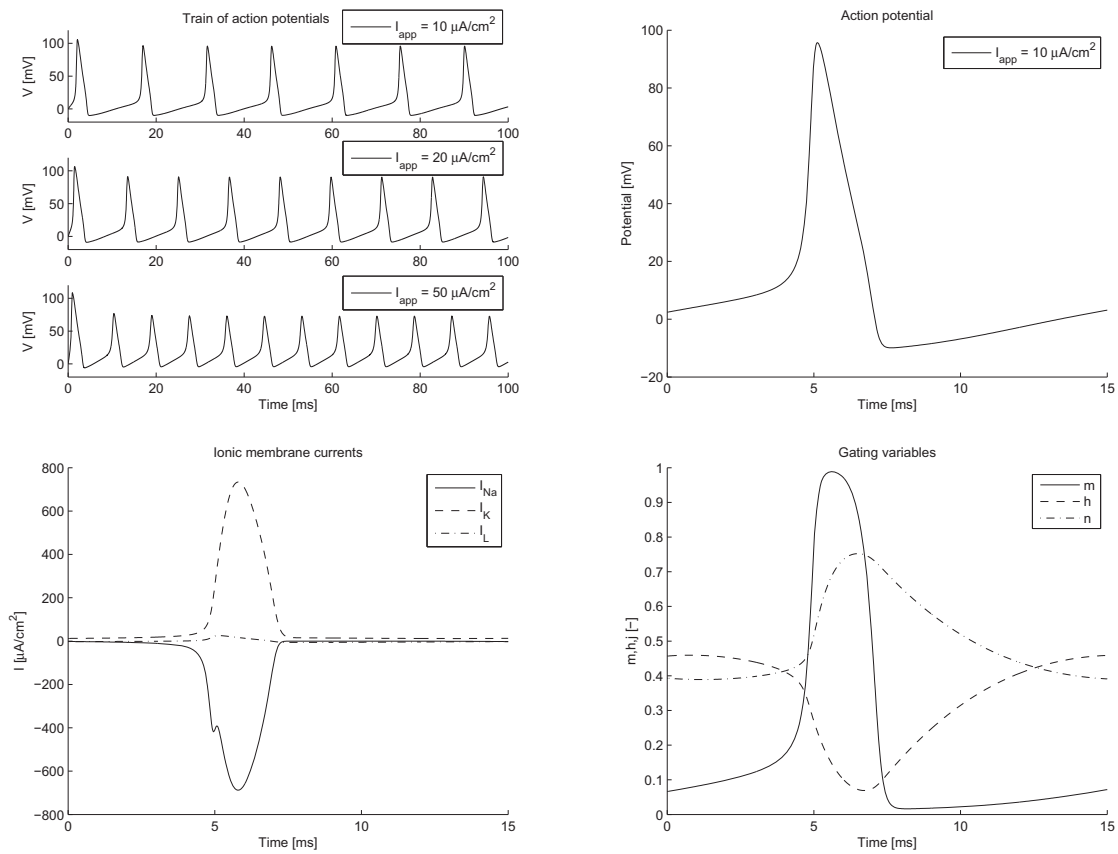 Train of action potentials
I_app = 10 μA/cm²
V [mV]
100
50
0
0 20 40 60 80 100
I_app = 20 μA/cm²
V [mV]
100
50
0
0 20 40 60 80 100
I_app = 50 μA/cm²
V [mV]
100
50
0
0 20 40 60 80 100
Time [ms]
Action potential
I_app = 10 μA/cm²
Potential [mV]
100
80
60
40
20
0
−20
0 5 10 15
Time [ms]
Ionic membrane currents
I_Na
I_K
I_L
I [μA/cm²]
800
600
400
200
0
−200
−400
−600
−800
0 5 10 15
Time [ms]
Gating variables
m
h
n
m,h,j [−]
1
0.9
0.8
0.7
0.6
0.5
0.4
0.3
0.2
0.1
0
0 5 10 15
Time [ms]